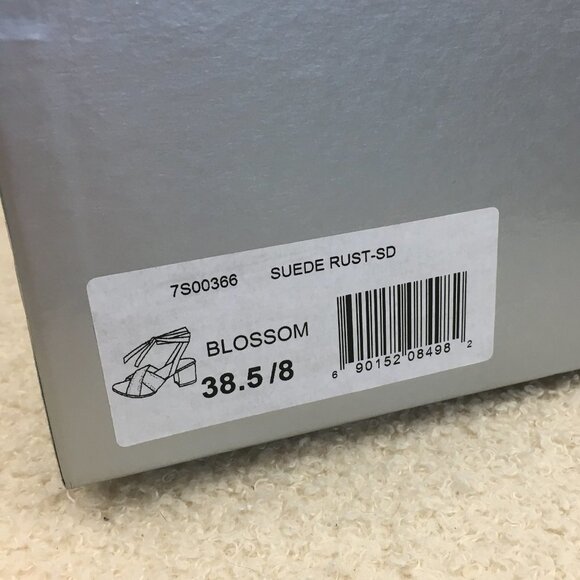 7S00366 SUEDE RUST-SD
BLOSSOM
38.5 /8
6 90152 08498 2